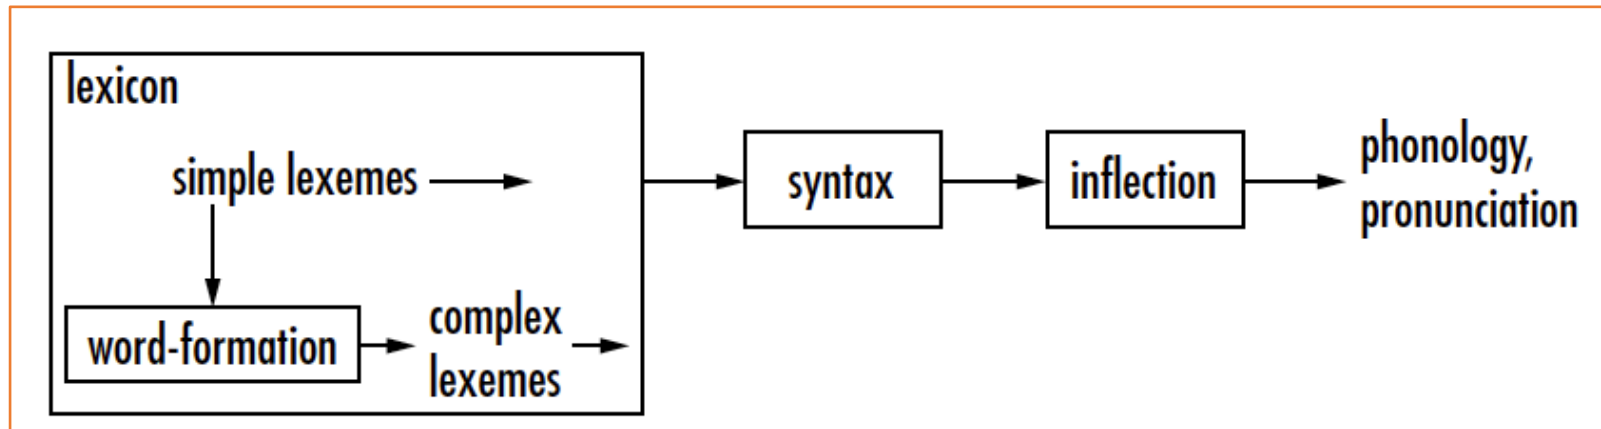 lexicon
simple lexemes
word-formation
complex
lexemes
syntax
inflection
phonology,
pronunciation